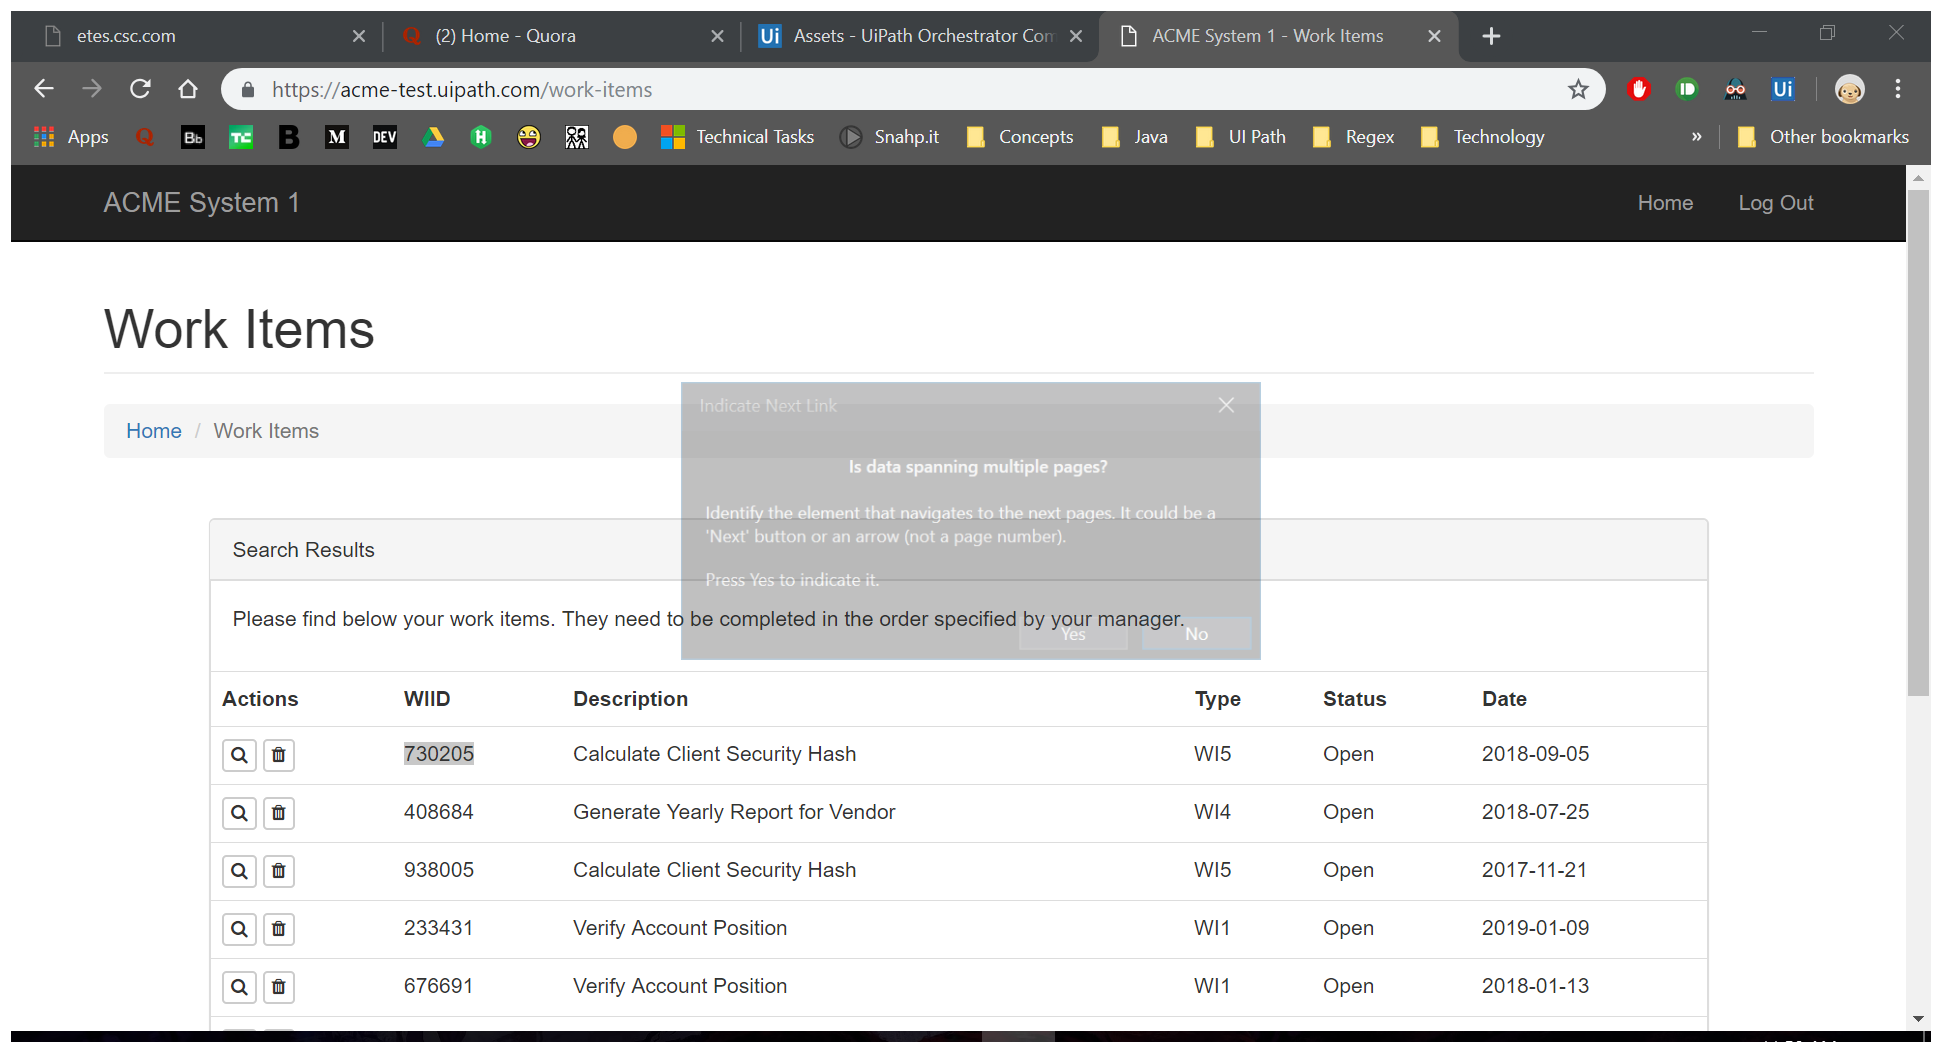 etes.csc.com
(2) Home - Quora
Ui Assets - UiPath Orchestrator Com
ACME System 1 - Work Items
https://acme-test.uipath.com/work-items
Ui
Apps Q Bb TC B M DEV H Technical Tasks Snahp.it Concepts Java UI Path Regex Technology » Other bookmarks
ACME System 1 Home Log Out
Work Items
Home / Work Items
Indicate Next Link
Is data spanning multiple pages?
Identify the element that navigates to the next pages. It could be a
'Next' button or an arrow (not a page number).
Press Yes to indicate it.
Yes No
Search Results
Please find below your work items. They need to be completed in the order specified by your manager.
Actions WIID Description Type Status Date
730205 Calculate Client Security Hash WI5 Open 2018-09-05
408684 Generate Yearly Report for Vendor WI4 Open 2018-07-25
938005 Calculate Client Security Hash WI5 Open 2017-11-21
233431 Verify Account Position WI1 Open 2019-01-09
676691 Verify Account Position WI1 Open 2018-01-13